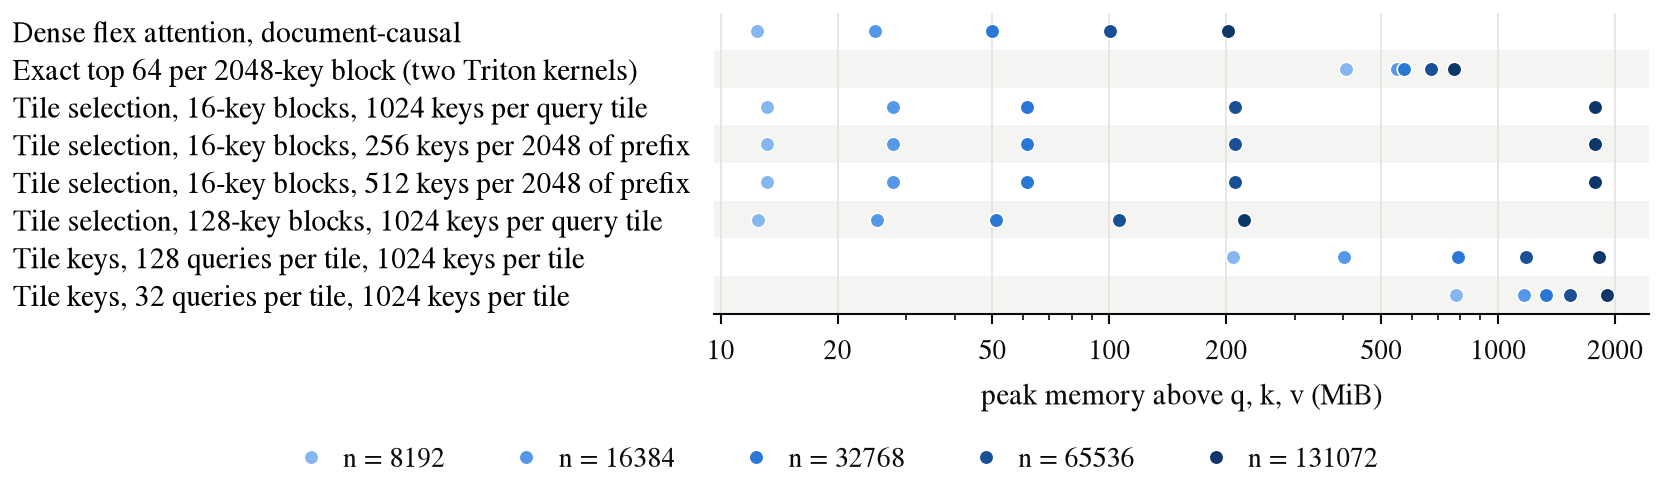 Dense flex attention, document-causal
Exact top 64 per 2048-key block (two Triton kernels)
Tile selection, 16-key blocks, 1024 keys per query tile
Tile selection, 16-key blocks, 256 keys per 2048 of prefix
Tile selection, 16-key blocks, 512 keys per 2048 of prefix
Tile selection, 128-key blocks, 1024 keys per query tile
Tile keys, 128 queries per tile, 1024 keys per tile
Tile keys, 32 queries per tile, 1024 keys per tile
10 20 50 100 200 500 1000 2000
peak memory above q, k, v (MiB)
n = 8192 n = 16384 n = 32768 n = 65536 n = 131072